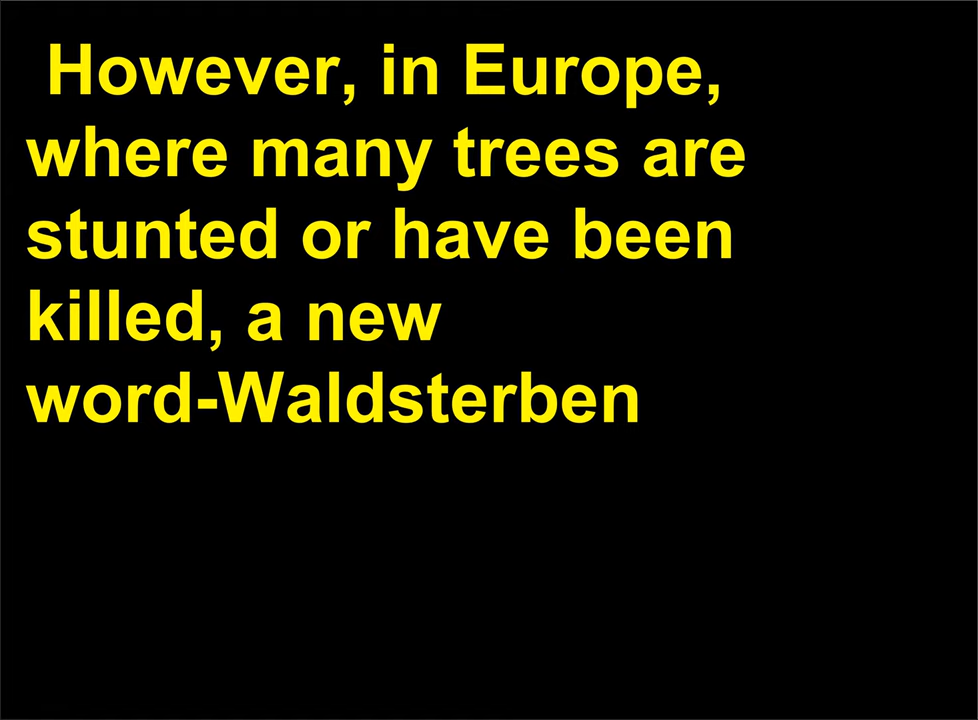 However, in Europe,
where many trees are
stunted or have been
killed, a new
word-Waldsterben